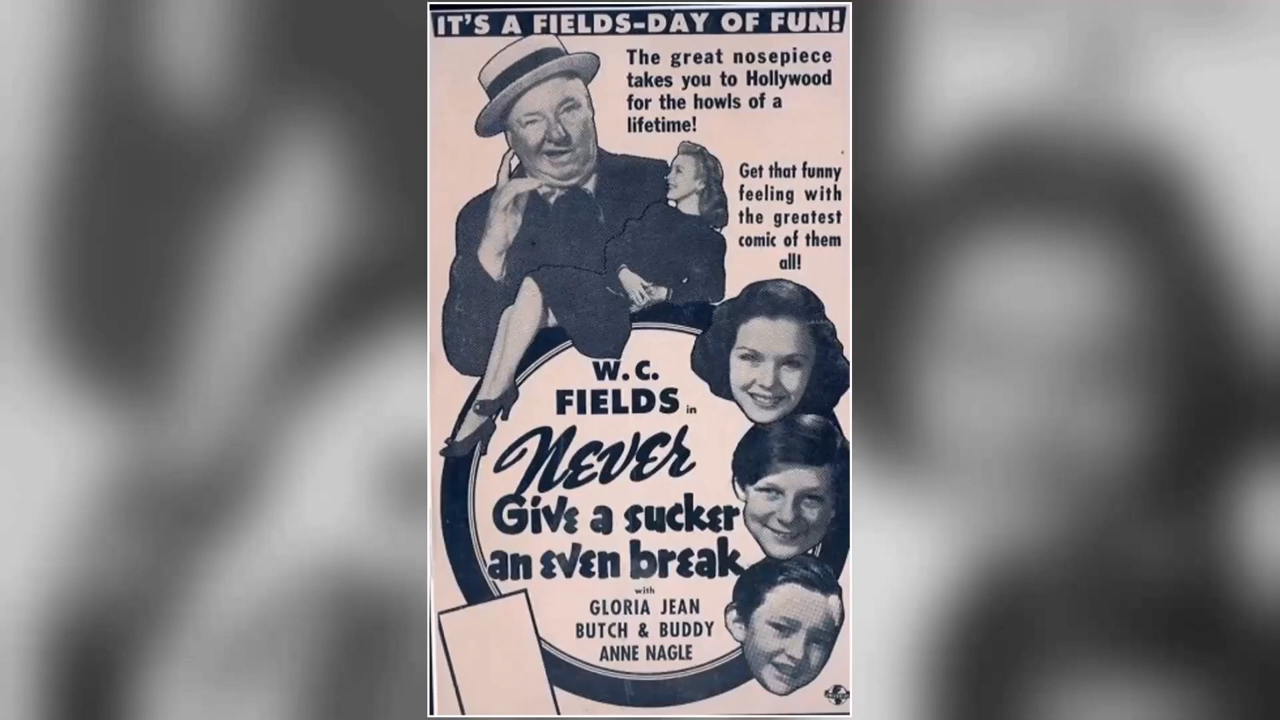 IT'S A FIELDS-DAY OF FUN!
The great nosepiece
takes you to Hollywood
for the howls of a
lifetime!
Get that funny
feeling with
the greatest
comic of them
all!
W. C.
FIELDS in
Never
Give a sucker
an even break
with
GLORIA JEAN
BUTCH & BUDDY
ANNE NAGLE